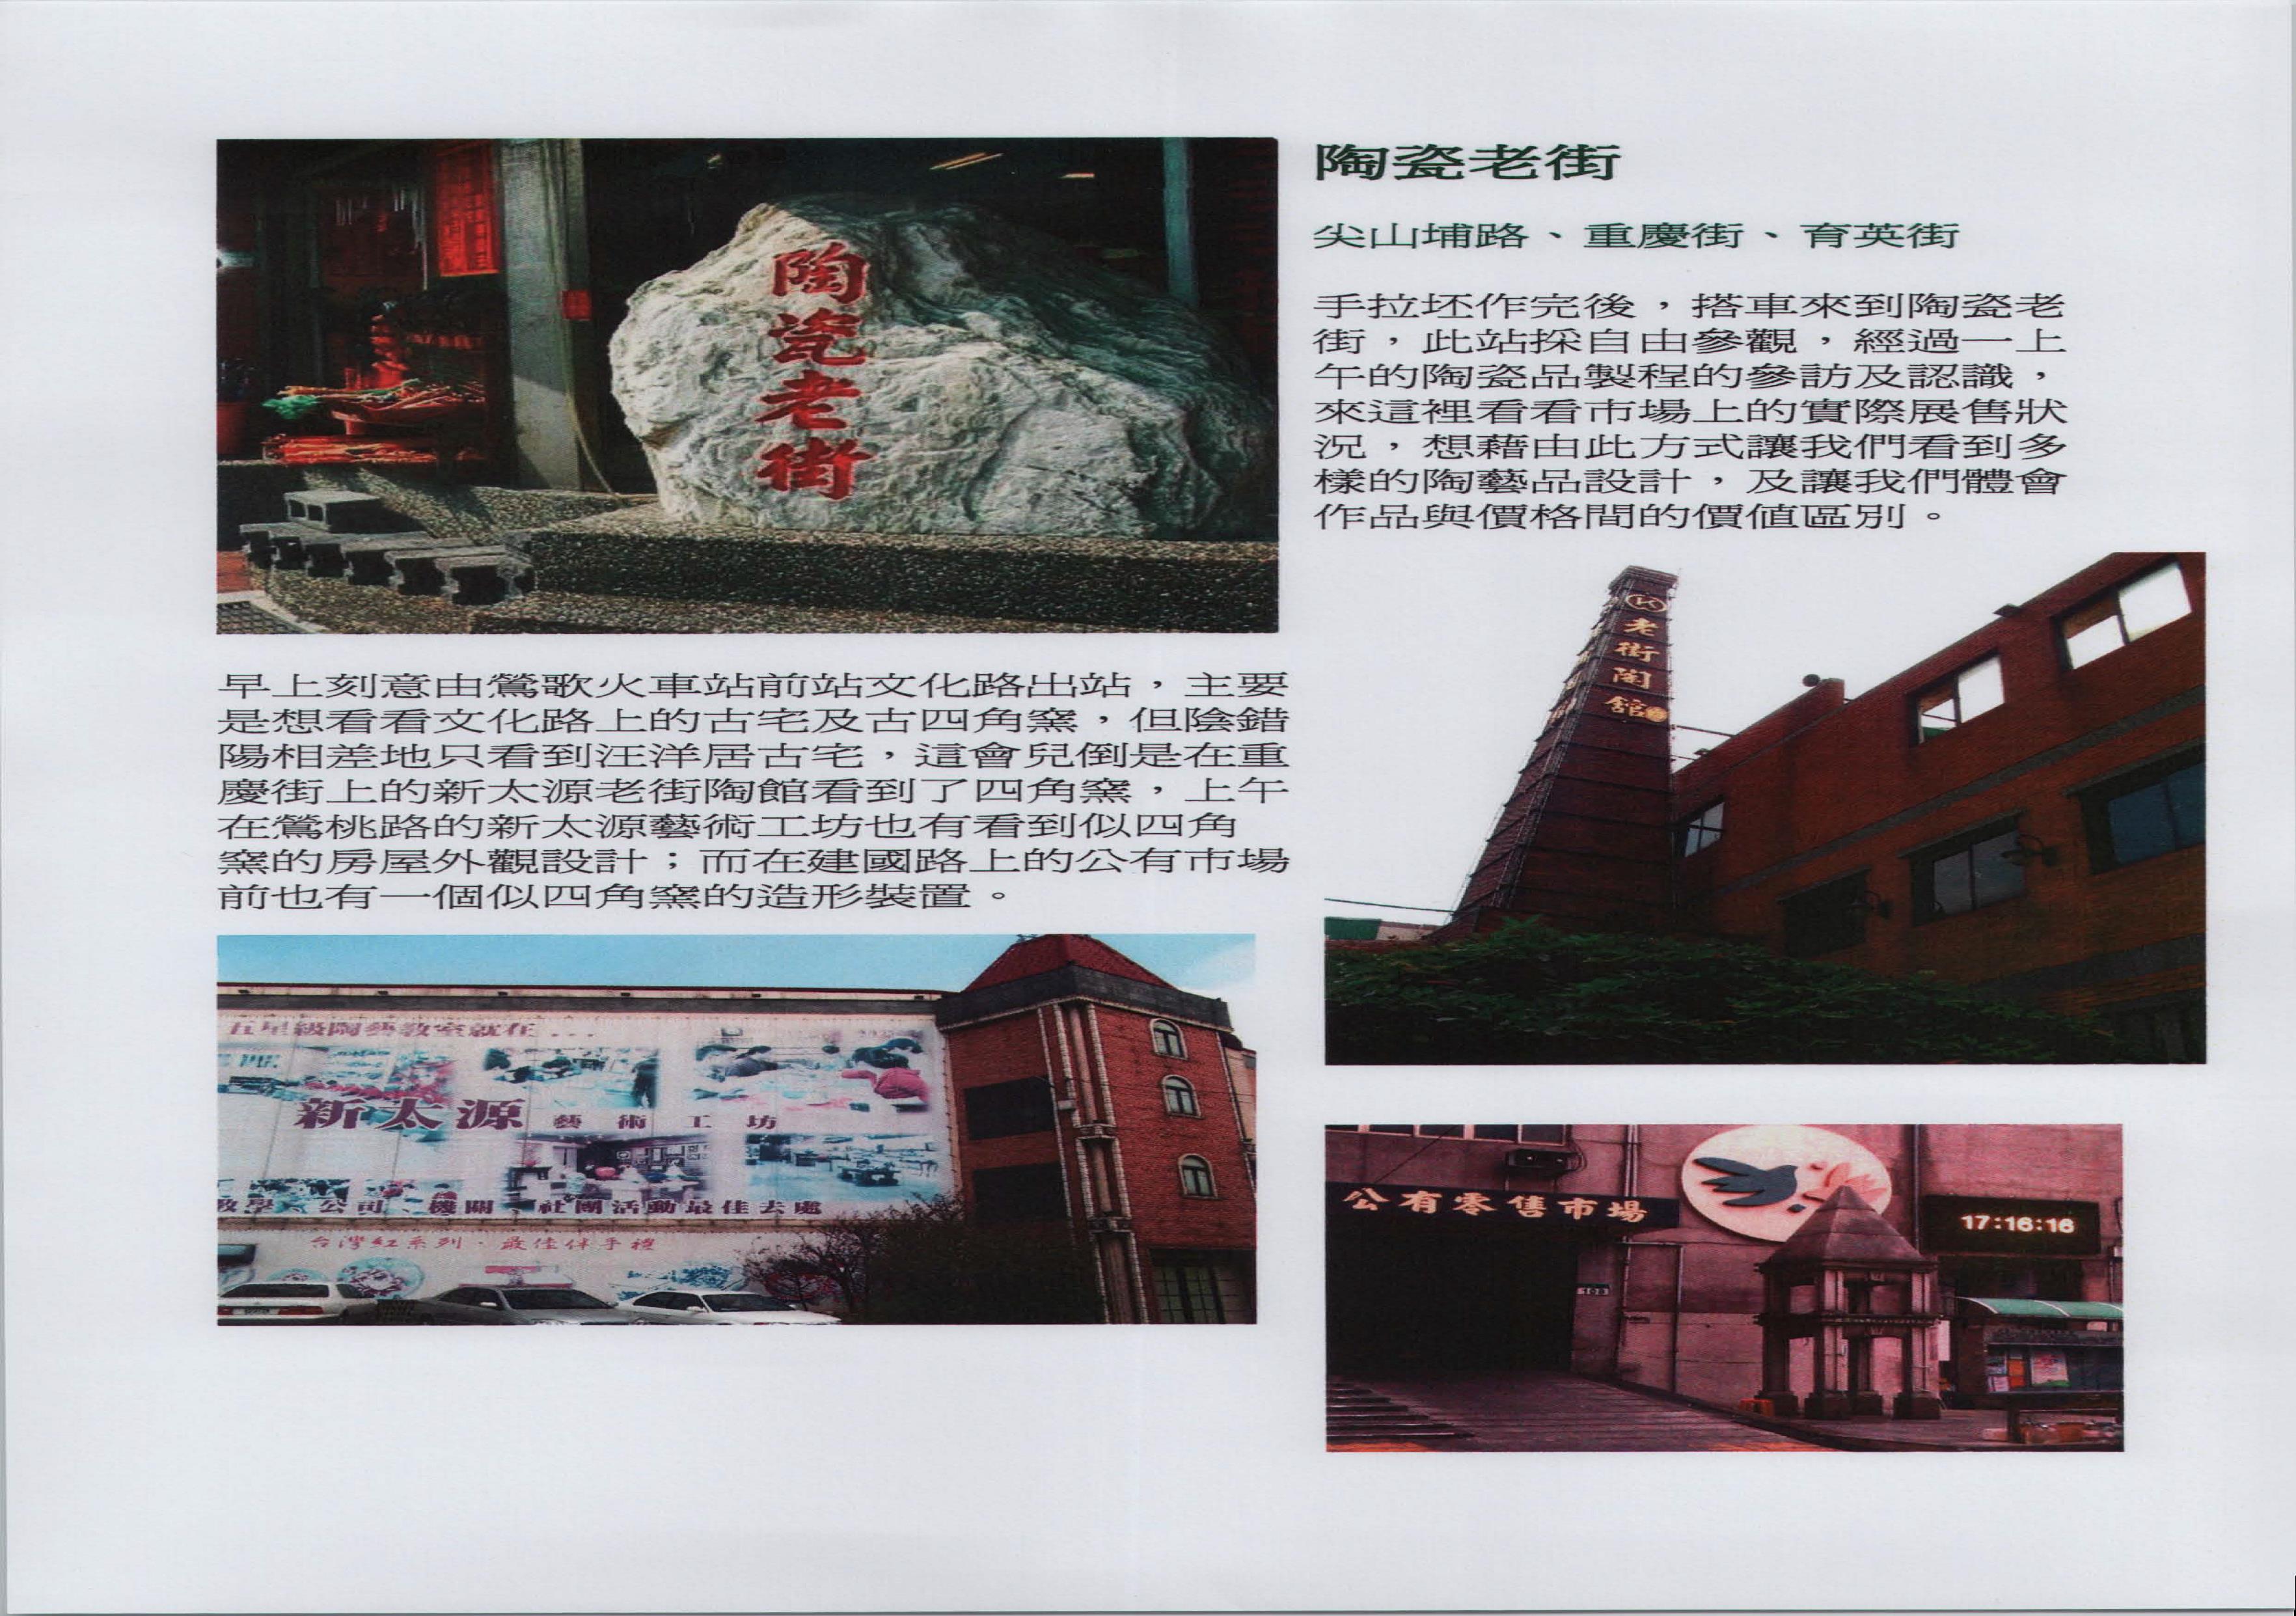 陶瓷老街
陶瓷老街
尖山埔路、重慶街、育英街
手拉坯作完後，搭車來到陶瓷老
街，此站採自由參觀，經過一上
午的陶瓷品製程的參訪及認識，
來這裡看看市場上的實際展售狀
況，想藉由此方式讓我們看到多
樣的陶藝品設計，及讓我們體會
作品與價格間的價值區別。
老街陶館
早上刻意由鶯歌火車站前站文化路出站，主要
是想看看文化路上的古宅及古四角窯，但陰錯
陽相差地只看到汪洋居古宅，這會兒倒是在重
慶街上的新太源老街陶館看到了四角窯，上午
在鶯桃路的新太源藝術工坊也有看到似四角
窯的房屋外觀設計；而在建國路上的公有市場
前也有一個似四角窯的造形裝置。
五星級陶藝教室就在...
新太源 藝術工坊
教學、公司、機關、社團活動最佳去處
台灣紅系列．最佳伴手禮
公有零售市場
17:16:16
108